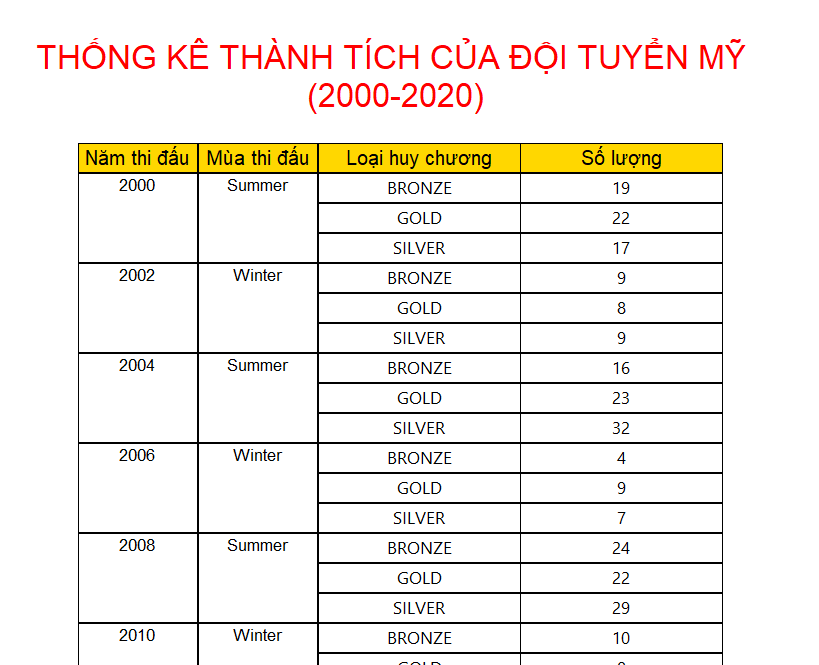 THỐNG KÊ THÀNH TÍCH CỦA ĐỘI TUYỂN MỸ
(2000-2020)
Năm thi đấu Mùa thi đấu Loại huy chương Số lượng
2000 Summer BRONZE 19
GOLD 22
SILVER 17
2002 Winter BRONZE 9
GOLD 8
SILVER 9
2004 Summer BRONZE 16
GOLD 23
SILVER 32
2006 Winter BRONZE 4
GOLD 9
SILVER 7
2008 Summer BRONZE 24
GOLD 22
SILVER 29
2010 Winter BRONZE 10
GOLD